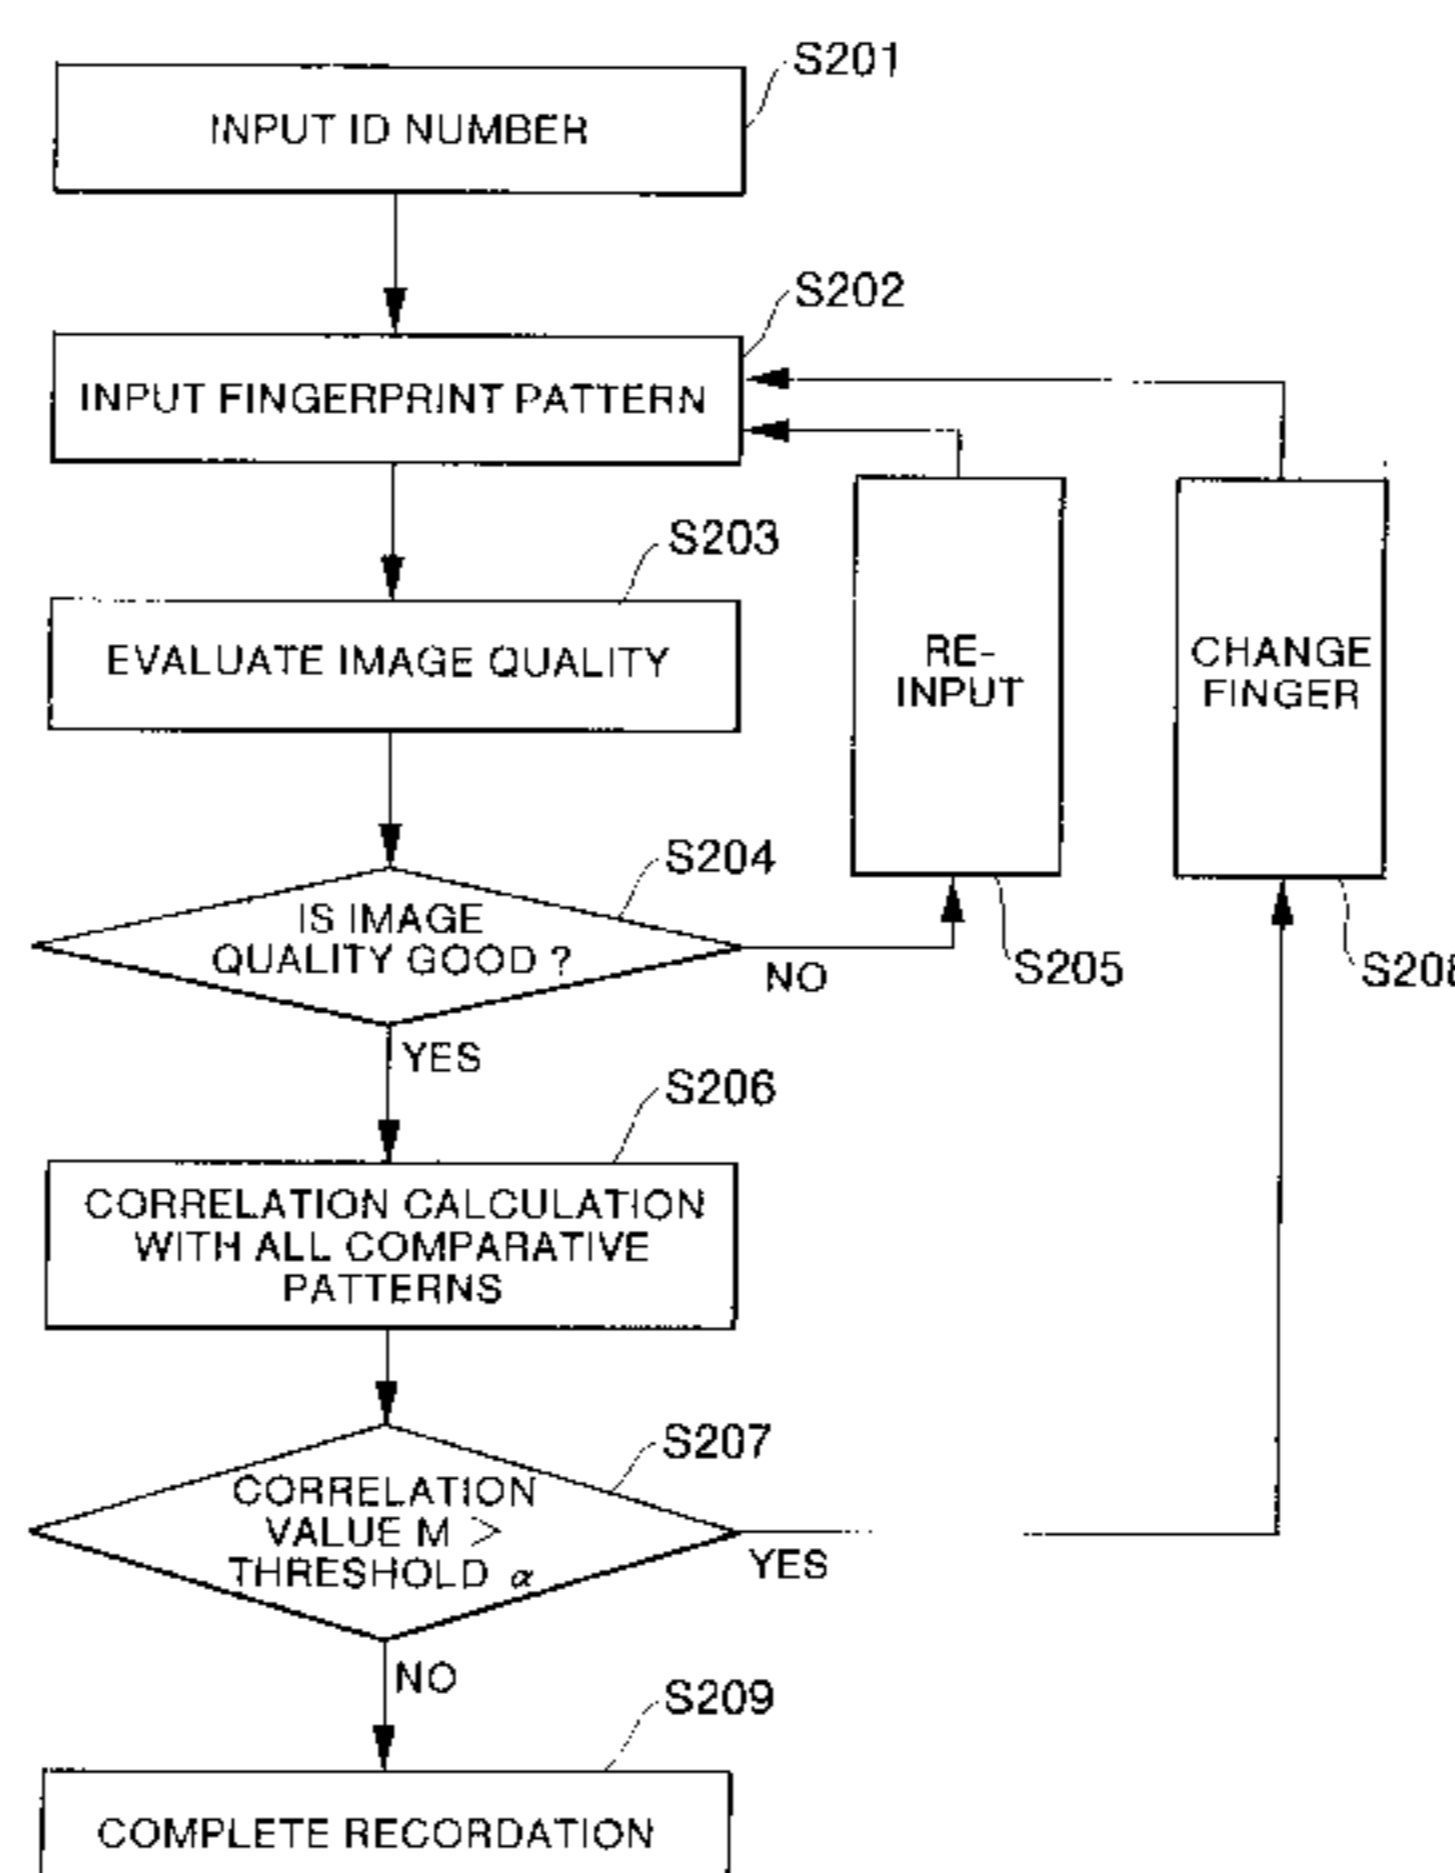 S201
INPUT ID NUMBER
S202
INPUT FINGERPRINT PATTERN
S203
EVALUATE IMAGE QUALITY
RE-
INPUT
CHANGE
FINGER
S204
IS IMAGE
QUALITY GOOD ?
NO
S205
S208
YES
S206
CORRELATION CALCULATION
WITH ALL COMPARATIVE
PATTERNS
S207
CORRELATION
VALUE M >
THRESHOLD α
YES
NO
S209
COMPLETE RECORDATION